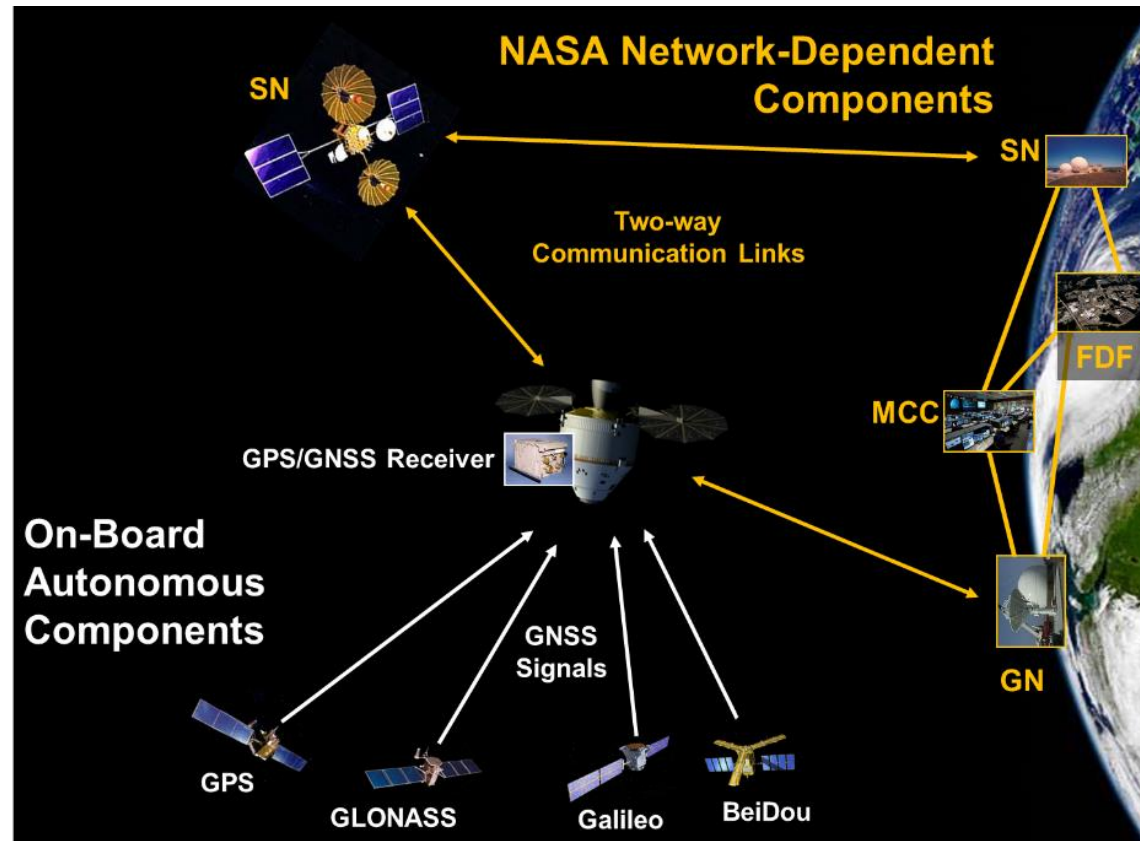 NASA Network-Dependent
Components
SN
SN
Two-way
Communication Links
FDF
MCC
GPS/GNSS Receiver
On-Board
Autonomous
Components
GNSS
Signals
GN
GPS
GLONASS
Galileo
BeiDou